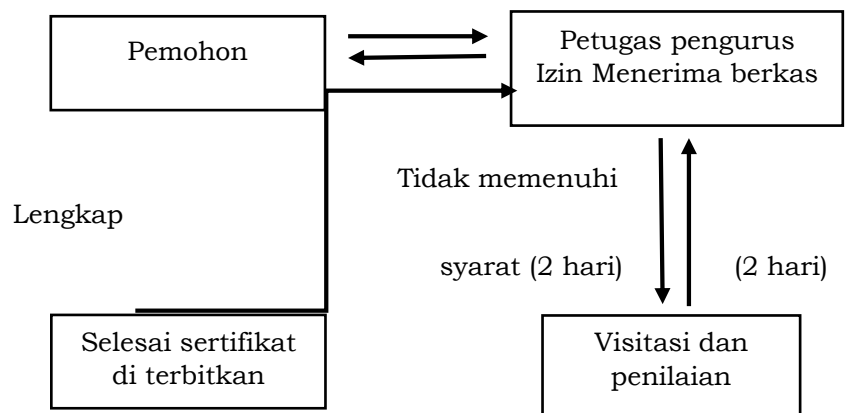 Pemohon
Petugas pengurus
Izin Menerima berkas
Tidak memenuhi
Lengkap
syarat (2 hari)
(2 hari)
Selesai sertifikat
di terbitkan
Visitasi dan
penilaian